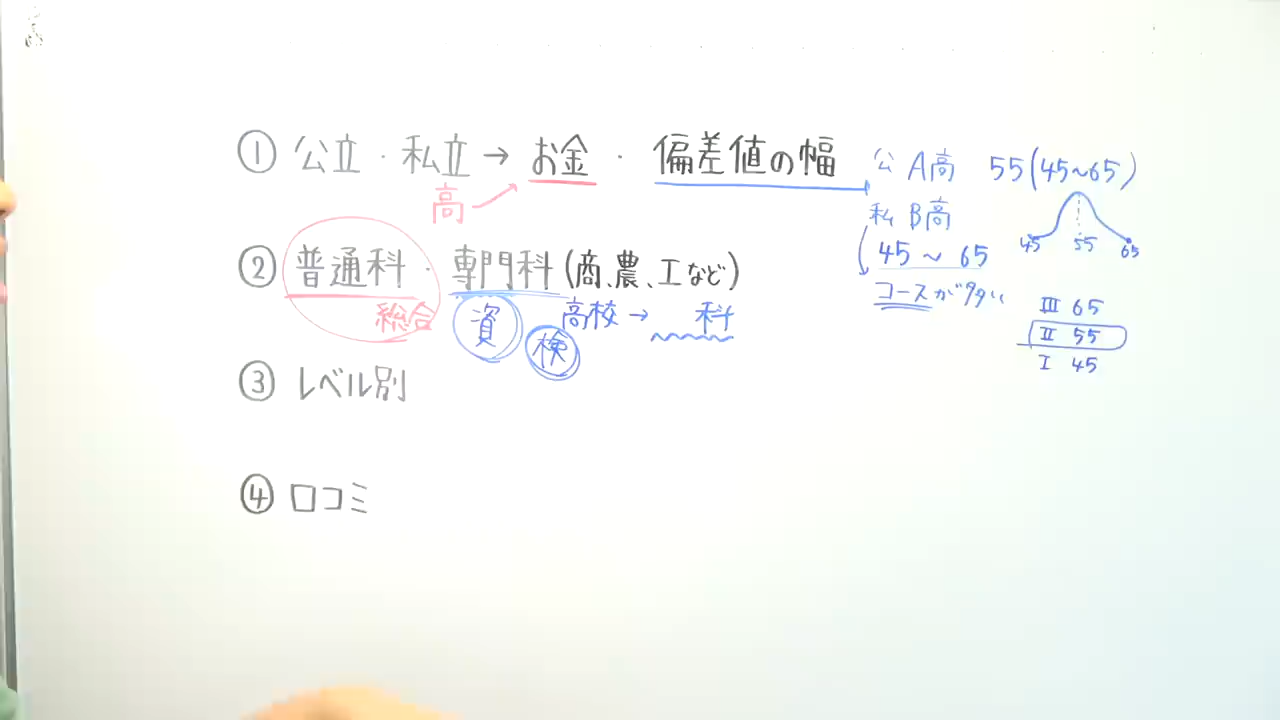 ① 公立・私立→お金・偏差値の幅
高
公 A高 55(45~65)
私 B高
45 ~ 65
コースが多い
45 55 65
Ⅲ 65
Ⅱ 55
Ⅰ 45
② 普通科・専門科(商、農、工など)
総合
資
検
高校→ 科
③ レベル別
④ 口コミ